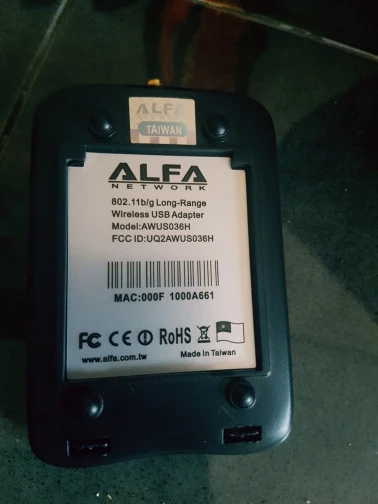 ALFA
TAIWAN
ALFA
NETWORK
802.11b/g Long-Range
Wireless USB Adapter
Model:AWUS036H
FCC ID:UQ2AWUS036H
MAC:000F 1000A661
FC CE RoHS
www.alfa.com.tw
Made in Taiwan